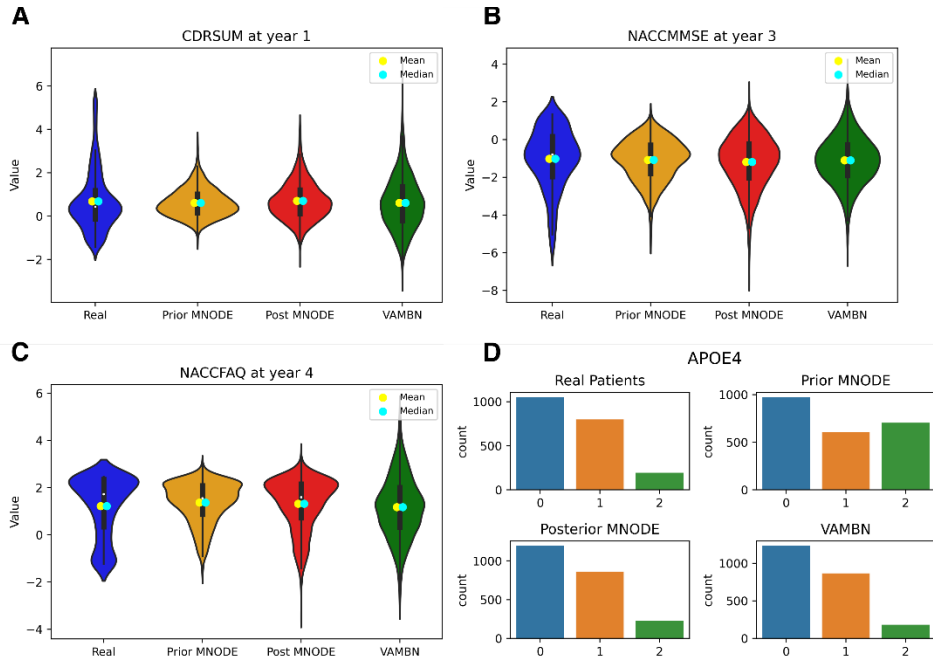 A
CDRSUM at year 1
Mean
Median
Value
6
4
2
0
−2
Real
Prior MNODE
Post MNODE
VAMBN
B
NACCMMSE at year 3
Mean
Median
Value
4
2
0
−2
−4
−6
−8
Real
Prior MNODE
Post MNODE
VAMBN
C
NACCFAQ at year 4
Mean
Median
Value
6
4
2
0
−2
−4
Real
Prior MNODE
Post MNODE
VAMBN
D
APOE4
Real Patients
count
1000
500
0
0 1 2
Prior MNODE
count
1000
500
0
0 1 2
Posterior MNODE
count
1000
500
0
0 1 2
VAMBN
count
1000
500
0
0 1 2